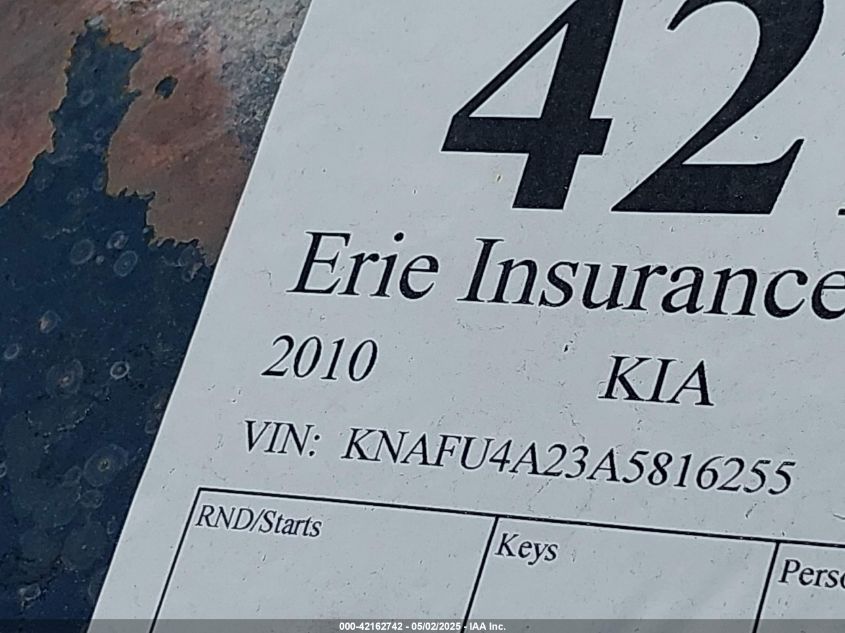 42
Erie Insurance
2010 KIA
VIN: KNAFU4A23A5816255
RND/Starts Keys Perso
000-42162742 - 05/02/2025 - IAA Inc.